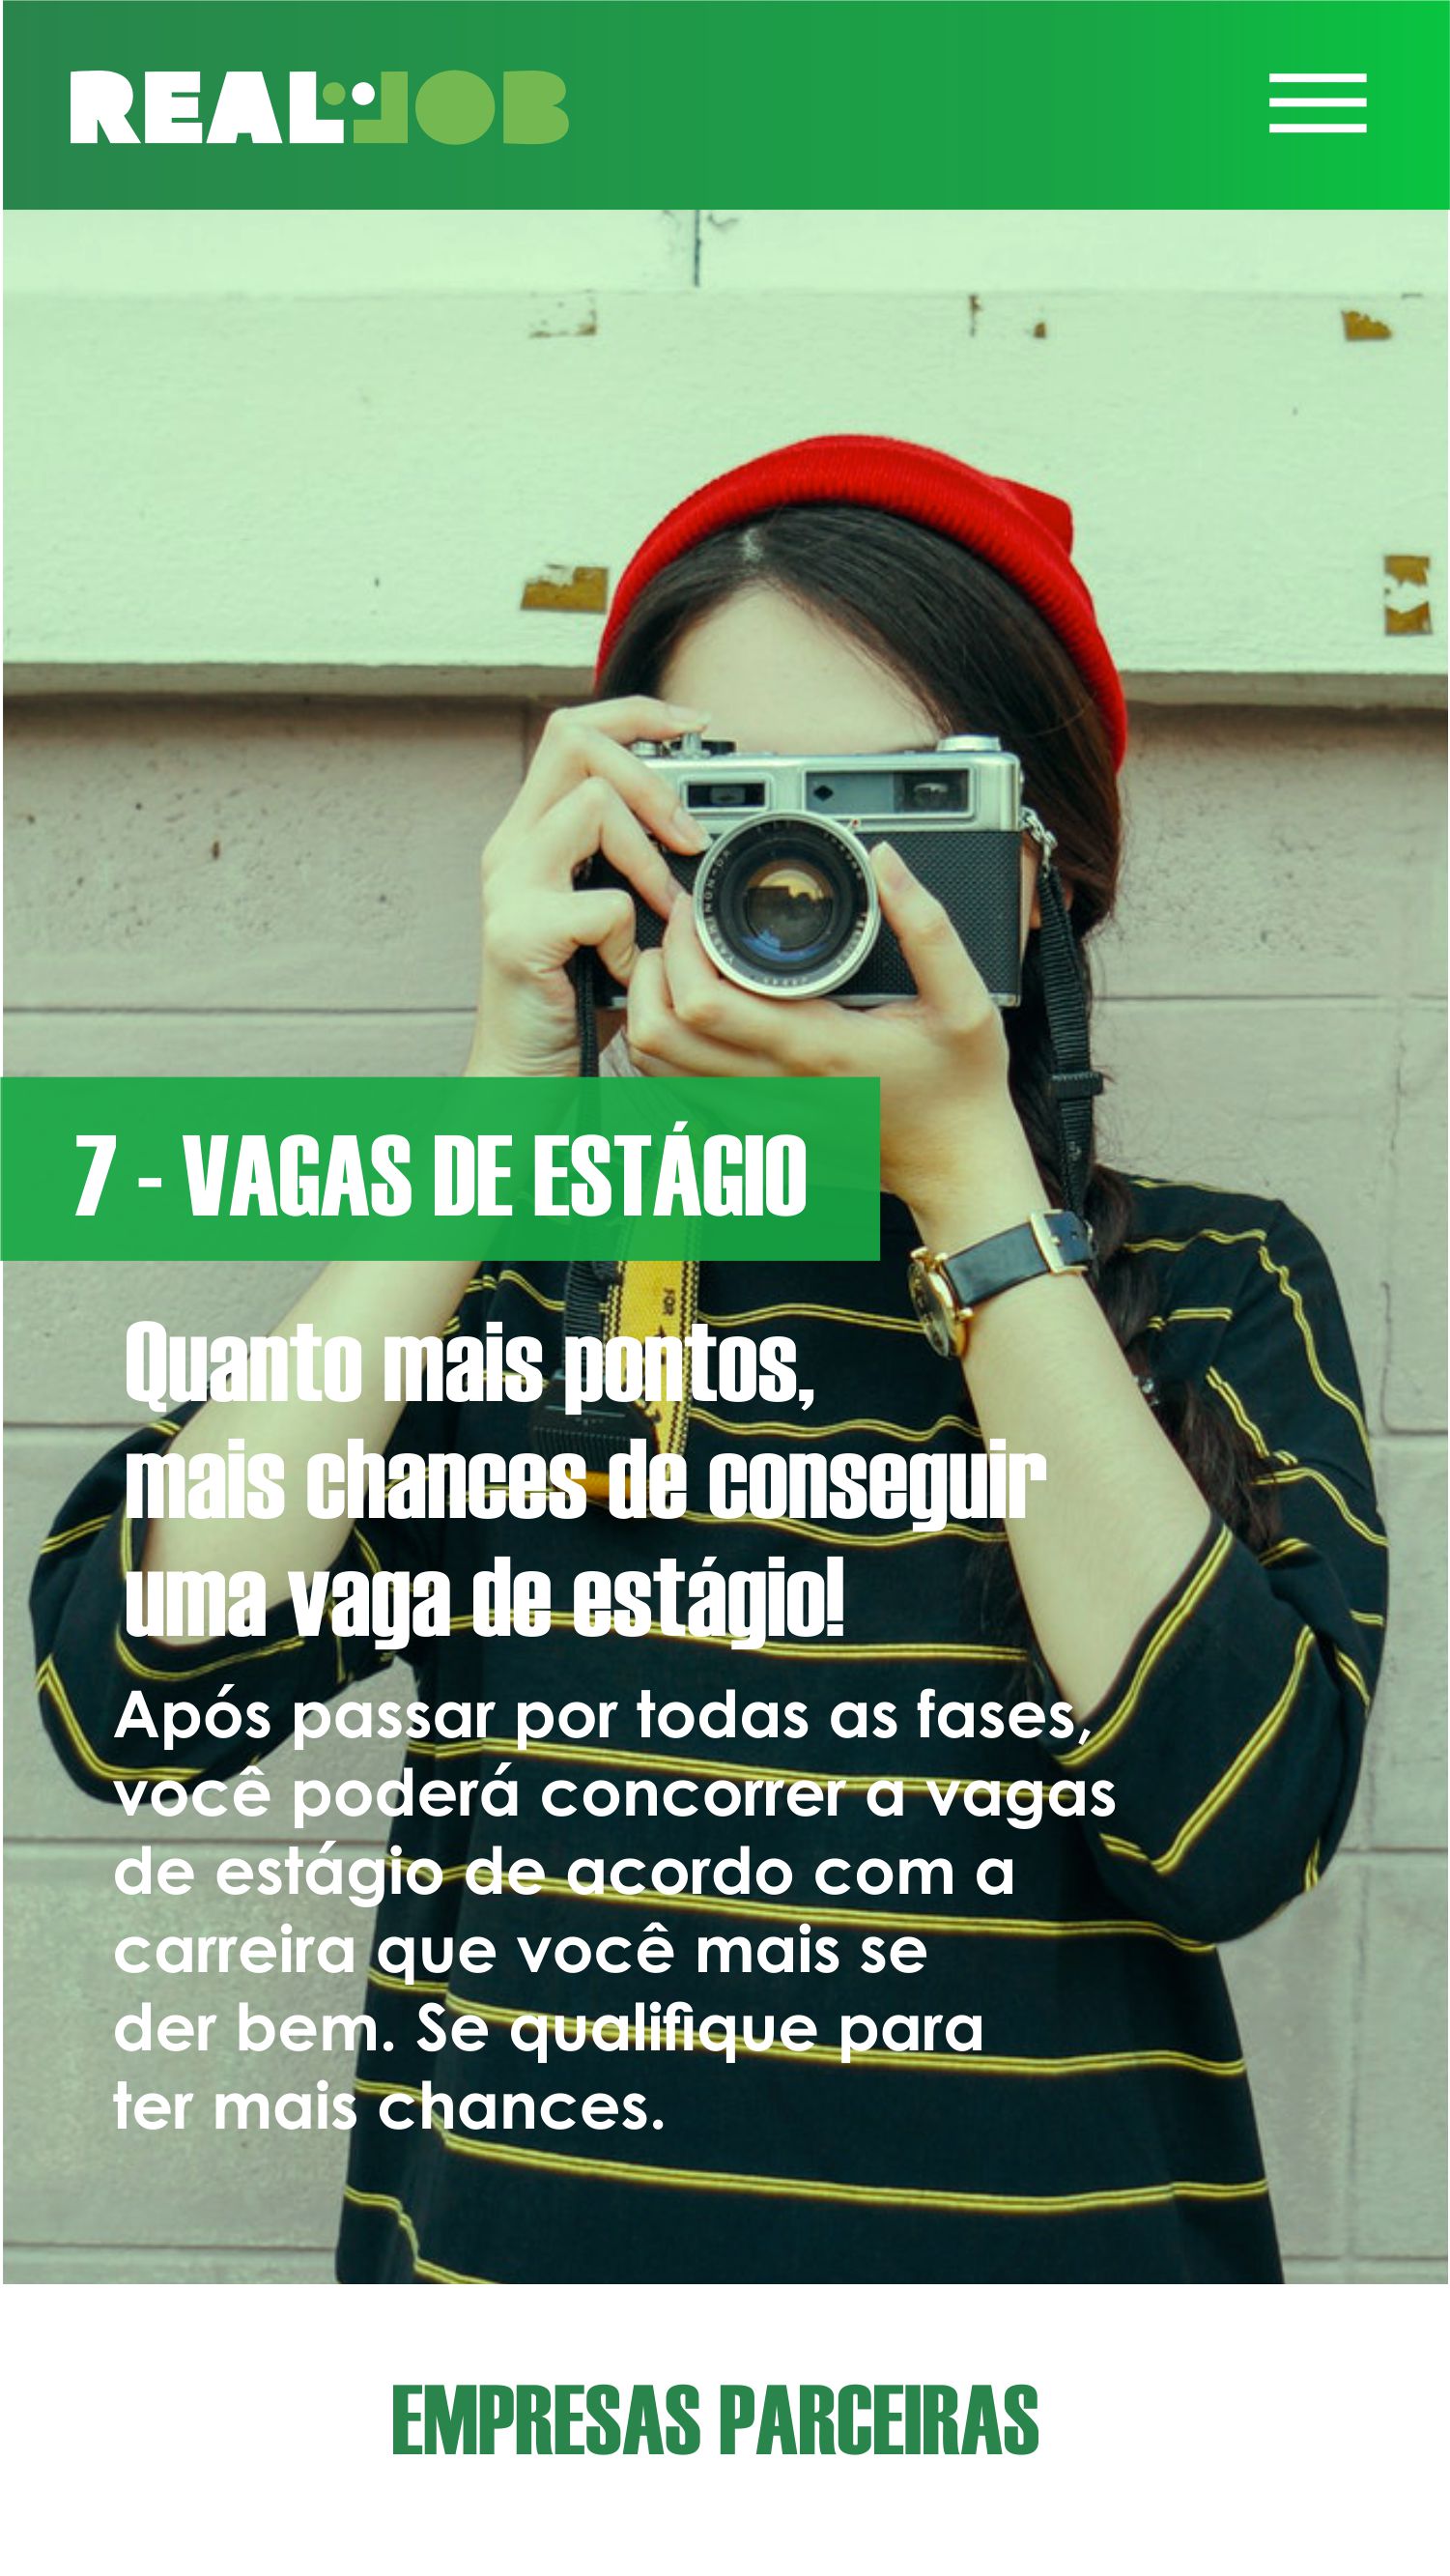 REAL JOB
7 - VAGAS DE ESTÁGIO
Quanto mais pontos,
mais chances de conseguir
uma vaga de estágio!
Após passar por todas as fases,
você poderá concorrer a vagas
de estágio de acordo com a
carreira que você mais se
der bem. Se qualifique para
ter mais chances.
EMPRESAS PARCEIRAS